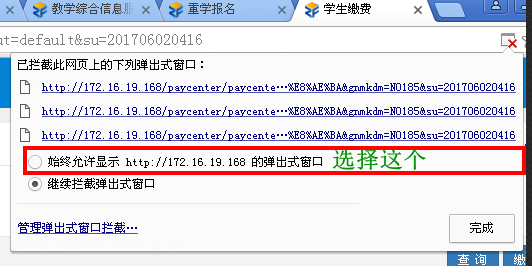 教学综合信息服
重学报名
学生缴费
ut=default&su=201706020416
已拦截此网页上的下列弹出式窗口：
http://172.16.19.168/paycenter/paycente…%E8%AE%BA&gnmkdm=N0185&su=201706020416
http://172.16.19.168/paycenter/paycente…%E8%AE%BA&gnmkdm=N0185&su=201706020416
http://172.16.19.168/paycenter/paycente…%E8%AE%BA&gnmkdm=N0185&su=201706020416
始终允许显示 http://172.16.19.168 的弹出式窗口 选择这个
继续拦截弹出式窗口
管理弹出式窗口拦截…
完成
查 询 缴